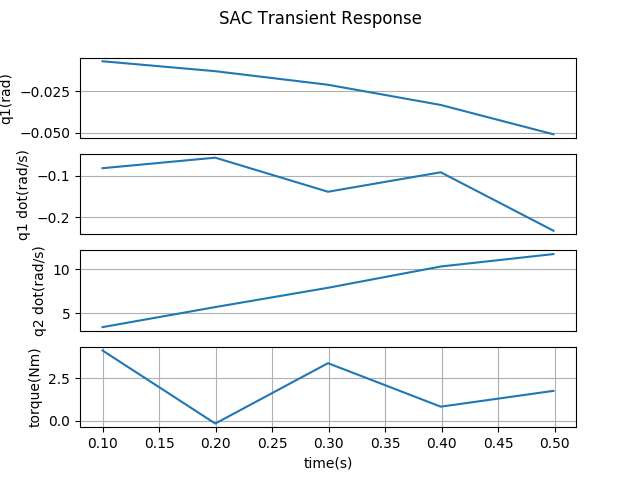 SAC Transient Response
q1(rad)
−0.025
−0.050
q1 dot(rad/s)
−0.1
−0.2
q2 dot(rad/s)
10
5
torque(Nm)
2.5
0.0
0.10 0.15 0.20 0.25 0.30 0.35 0.40 0.45 0.50
time(s)